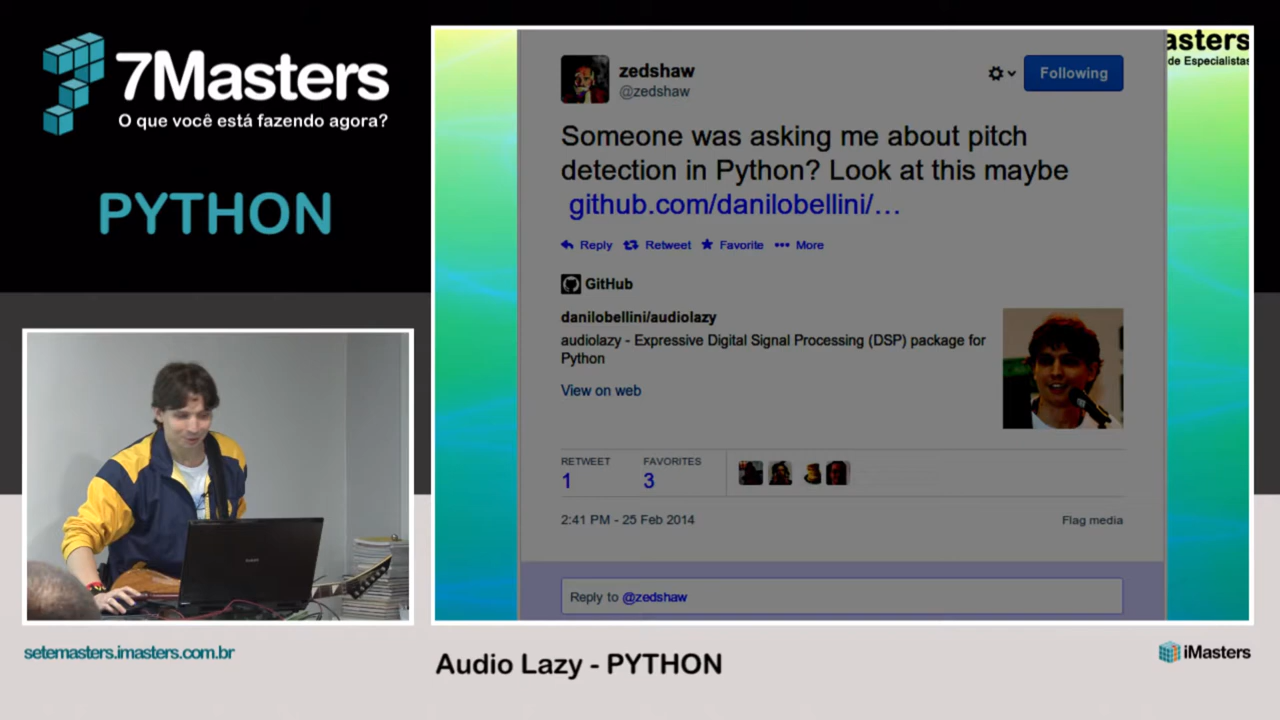 7Masters
O que você está fazendo agora?
PYTHON
asters
de Especialistas
zedshaw
@zedshaw
Following
Someone was asking me about pitch
detection in Python? Look at this maybe
github.com/danilobellini/…
Reply Retweet Favorite More
GitHub
danilobellini/audiolazy
audiolazy - Expressive Digital Signal Processing (DSP) package for
Python
View on web
RETWEET FAVORITES
1 3
2:41 PM - 25 Feb 2014
Flag media
Reply to @zedshaw
setemasters.imasters.com.br
Audio Lazy - PYTHON
iMasters